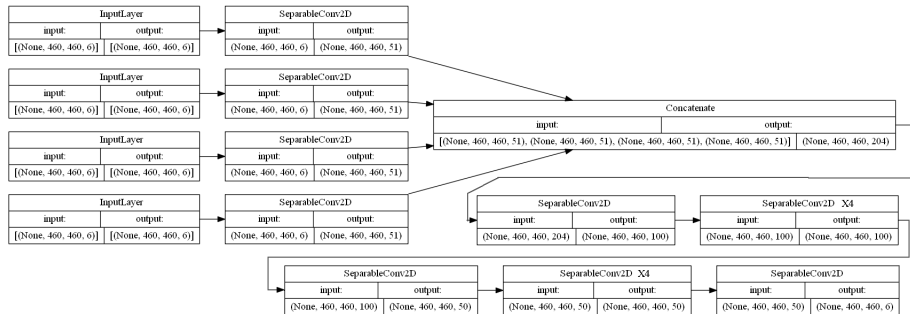 InputLayer
input: output:
[(None, 460, 460, 6)] [(None, 460, 460, 6)]
SeparableConv2D
input: output:
(None, 460, 460, 6) (None, 460, 460, 51)
InputLayer
input: output:
[(None, 460, 460, 6)] [(None, 460, 460, 6)]
SeparableConv2D
input: output:
(None, 460, 460, 6) (None, 460, 460, 51)
InputLayer
input: output:
[(None, 460, 460, 6)] [(None, 460, 460, 6)]
SeparableConv2D
input: output:
(None, 460, 460, 6) (None, 460, 460, 51)
InputLayer
input: output:
[(None, 460, 460, 6)] [(None, 460, 460, 6)]
SeparableConv2D
input: output:
(None, 460, 460, 6) (None, 460, 460, 51)
Concatenate
input: output:
[(None, 460, 460, 51), (None, 460, 460, 51), (None, 460, 460, 51), (None, 460, 460, 51)] (None, 460, 460, 204)
SeparableConv2D
input: output:
(None, 460, 460, 204) (None, 460, 460, 100)
SeparableConv2D X4
input: output:
(None, 460, 460, 100) (None, 460, 460, 100)
SeparableConv2D
input: output:
(None, 460, 460, 100) (None, 460, 460, 50)
SeparableConv2D X4
input: output:
(None, 460, 460, 50) (None, 460, 460, 50)
SeparableConv2D
input: output:
(None, 460, 460, 50) (None, 460, 460, 6)